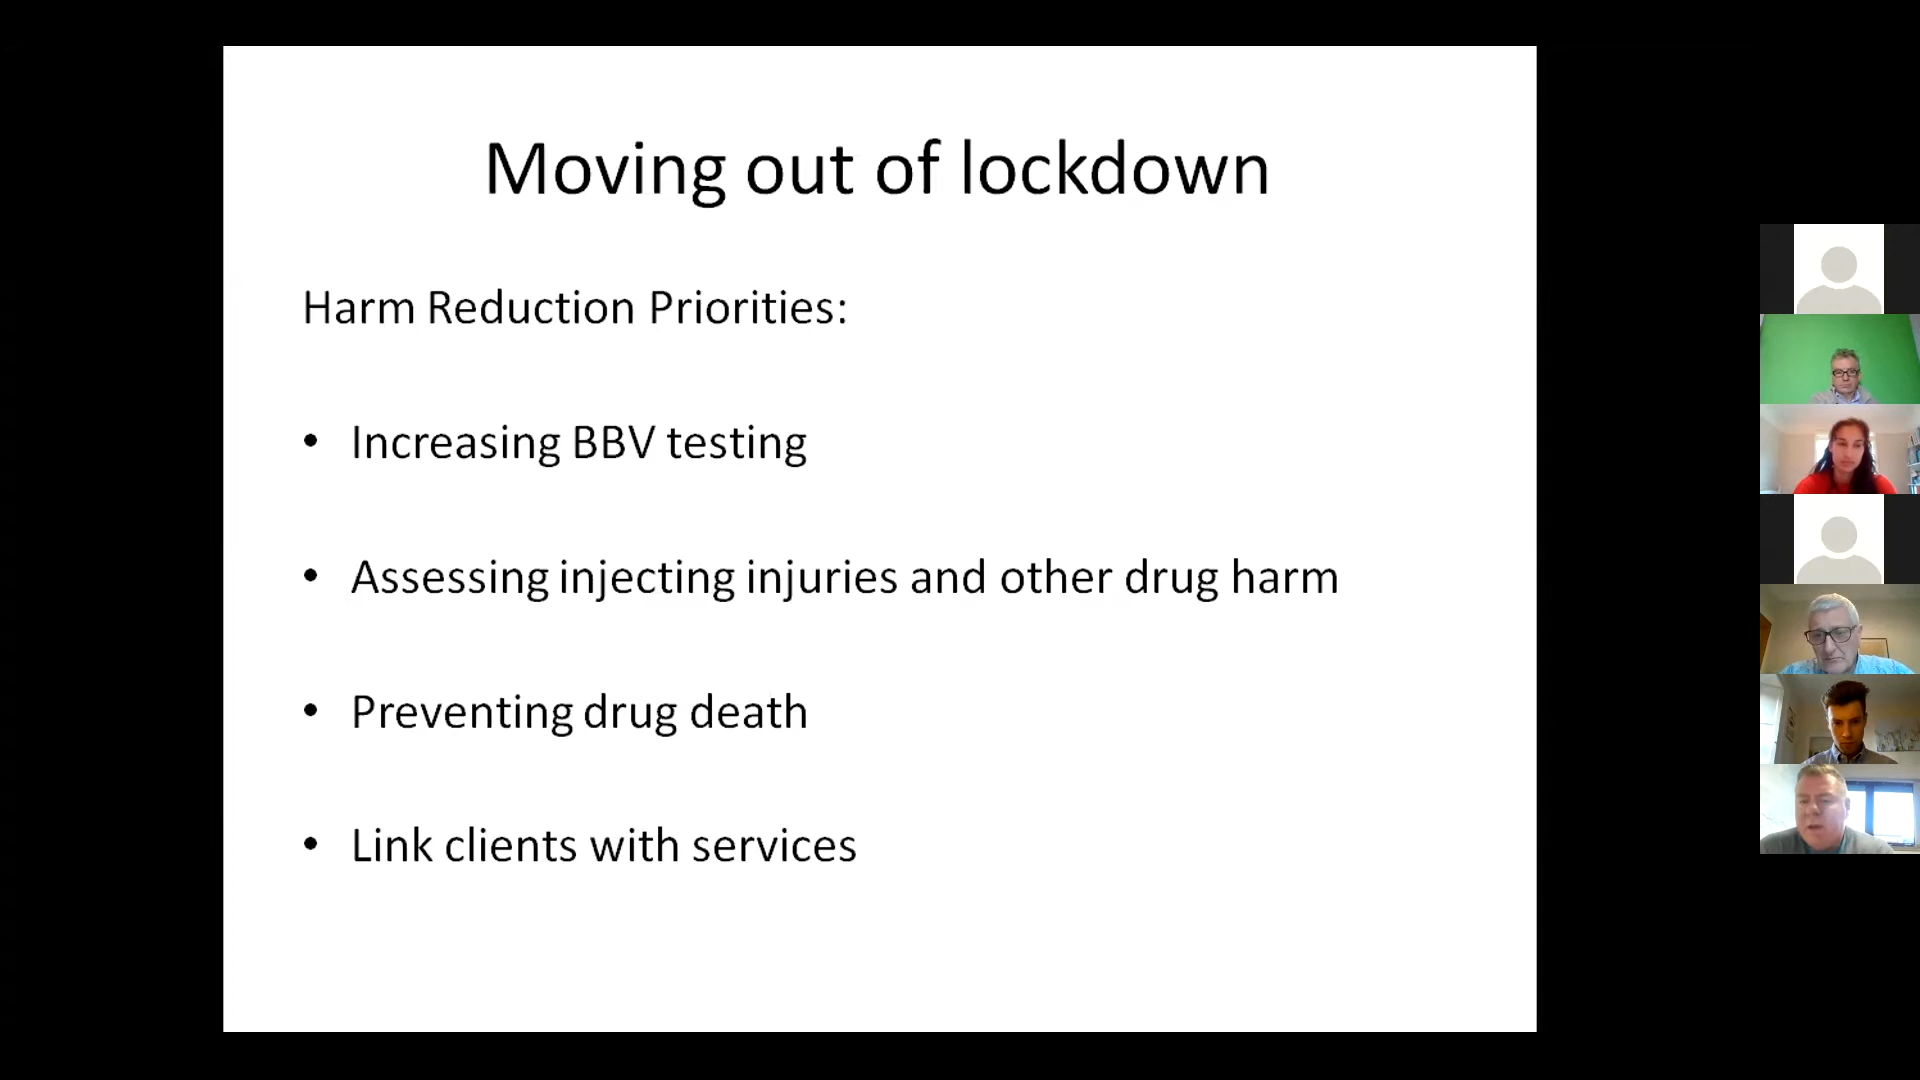 Moving out of lockdown
Harm Reduction Priorities:
• Increasing BBV testing
• Assessing injecting injuries and other drug harm
• Preventing drug death
• Link clients with services